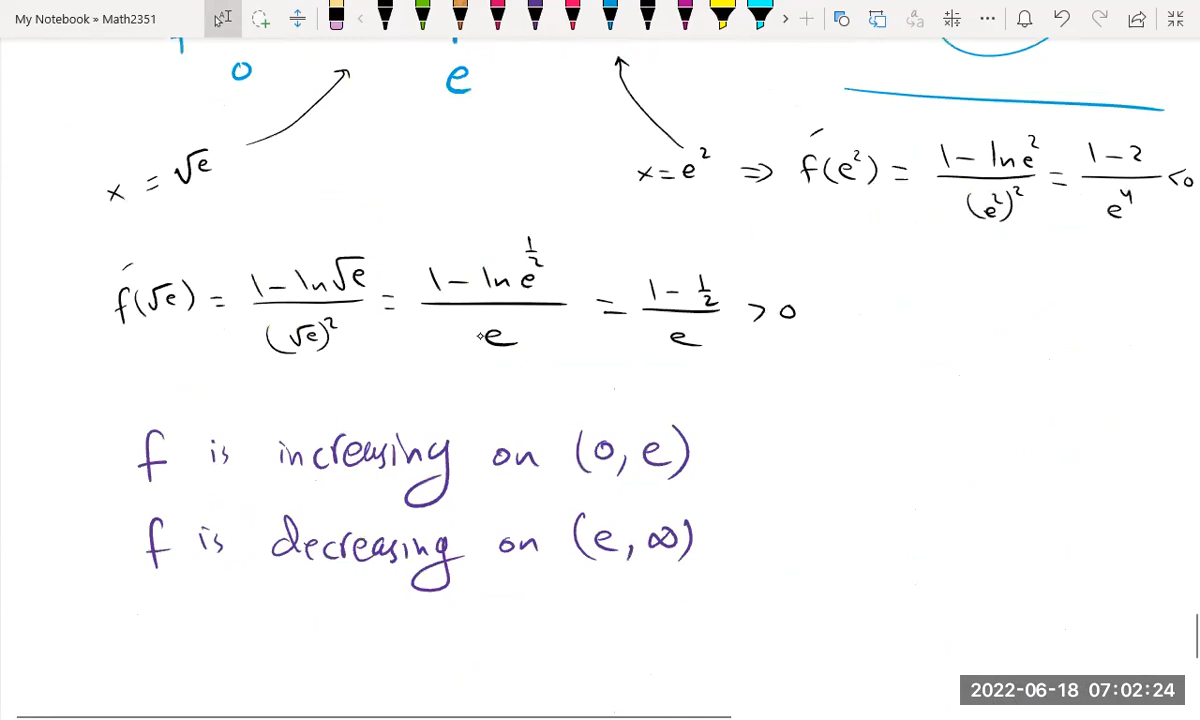 My Notebook » Math2351
0 e
x = √e
x = e² ⇒ f́(e²) = (1 - ln e²)/(e²)² = (1 - 2)/e⁴ < 0
f́(√e) = (1 - ln √e)/(√e)² = (1 - ln e^(1/2))/e = (1 - 1/2)/e > 0
f is increasing on (0, e)
f is decreasing on (e, ∞)
2022-06-18 07:02:24